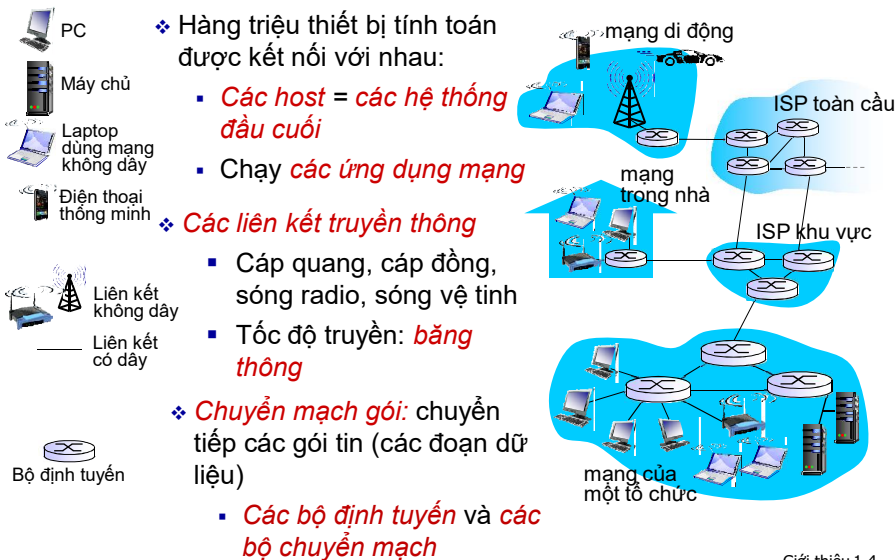 PC
Máy chủ
Laptop
dùng mạng
không dây
Điện thoại
thông minh
Liên kết
không dây
Liên kết
có dây
Bộ định tuyến
Hàng triệu thiết bị tính toán
được kết nối với nhau:
Các host = các hệ thống
đầu cuối
Chạy các ứng dụng mạng
Các liên kết truyền thông
Cáp quang, cáp đồng,
sóng radio, sóng vệ tinh
Tốc độ truyền: băng
thông
Chuyển mạch gói: chuyển
tiếp các gói tin (các đoạn dữ
liệu)
Các bộ định tuyến và các
bộ chuyển mạch
mạng di động
ISP toàn cầu
mạng
trong nhà
ISP khu vực
mạng của
một tổ chức
Giới thiệu 1-4